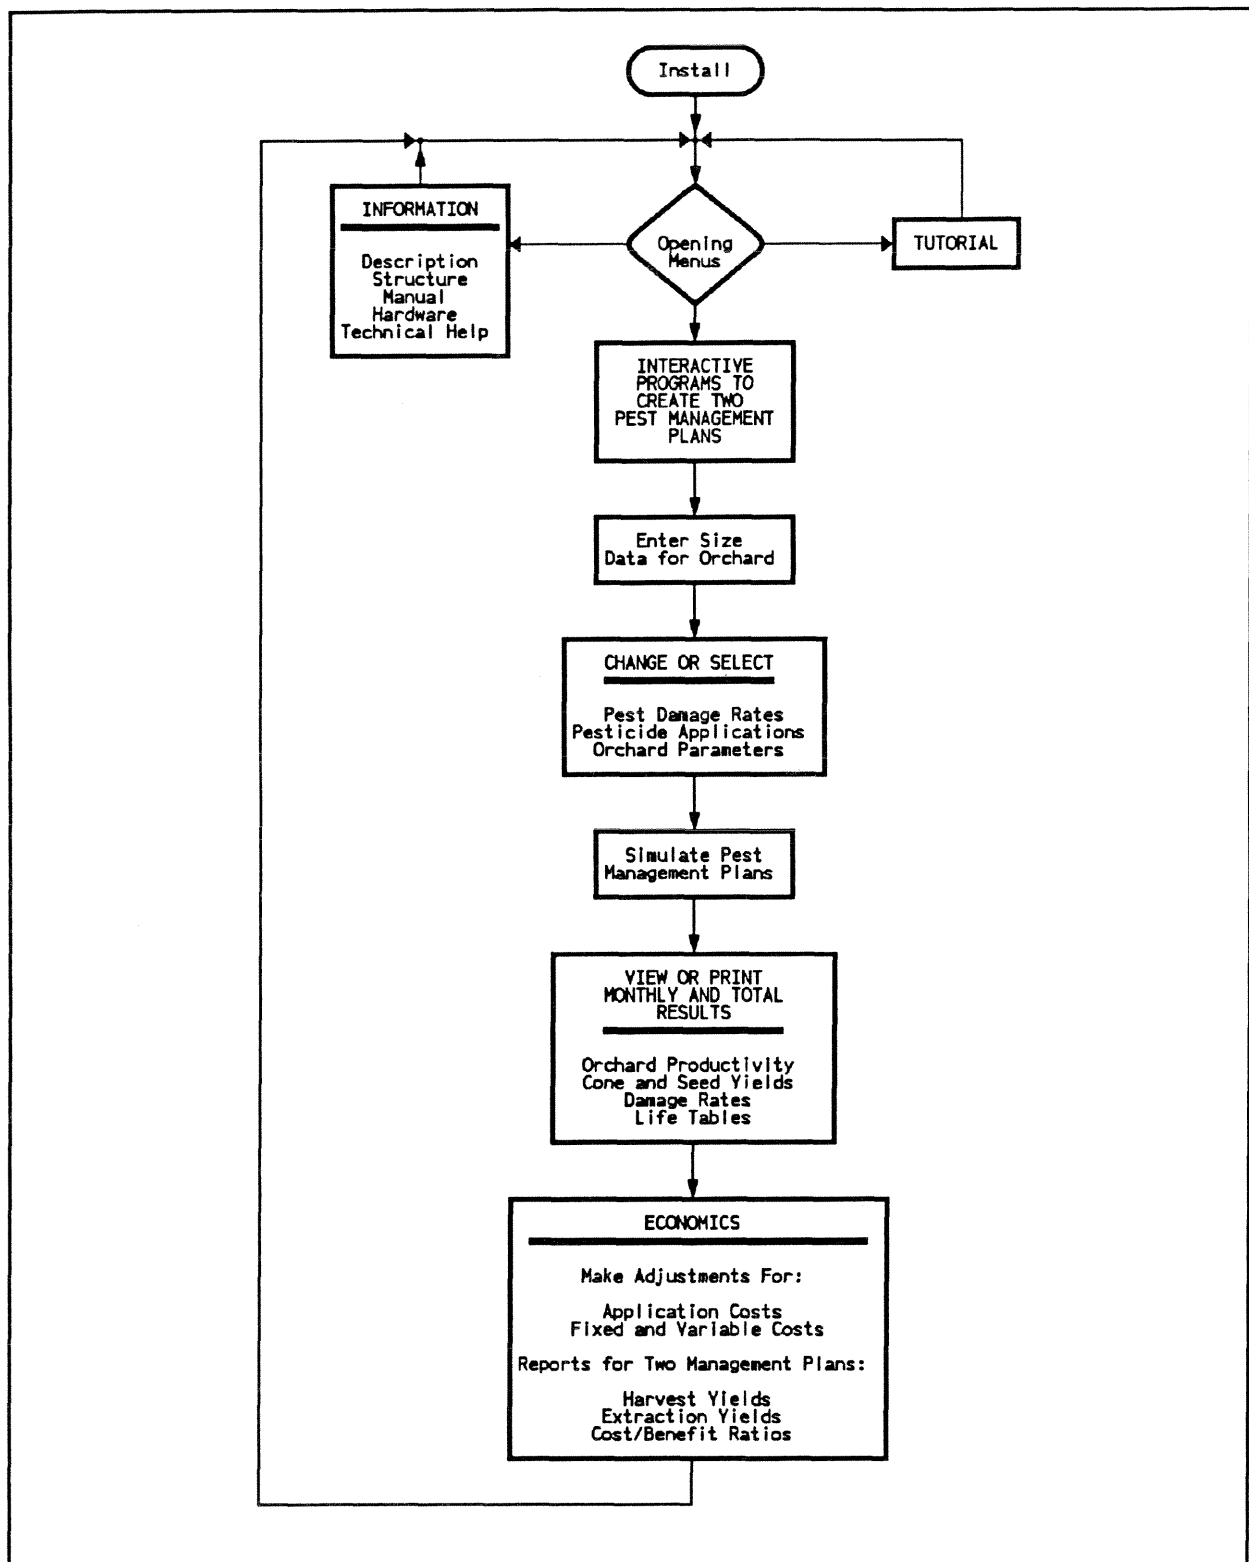 Install
INFORMATION
Description
Structure
Manual
Hardware
Technical Help
Opening
Menus
TUTORIAL
INTERACTIVE
PROGRAMS TO
CREATE TWO
PEST MANAGEMENT
PLANS
Enter Size
Data for Orchard
CHANGE OR SELECT
Pest Damage Rates
Pesticide Applications
Orchard Parameters
Simulate Pest
Management Plans
VIEW OR PRINT
MONTHLY AND TOTAL
RESULTS
Orchard Productivity
Cone and Seed Yields
Damage Rates
Life Tables
ECONOMICS
Make Adjustments For:
Application Costs
Fixed and Variable Costs
Reports for Two Management Plans:
Harvest Yields
Extraction Yields
Cost/Benefit Ratios